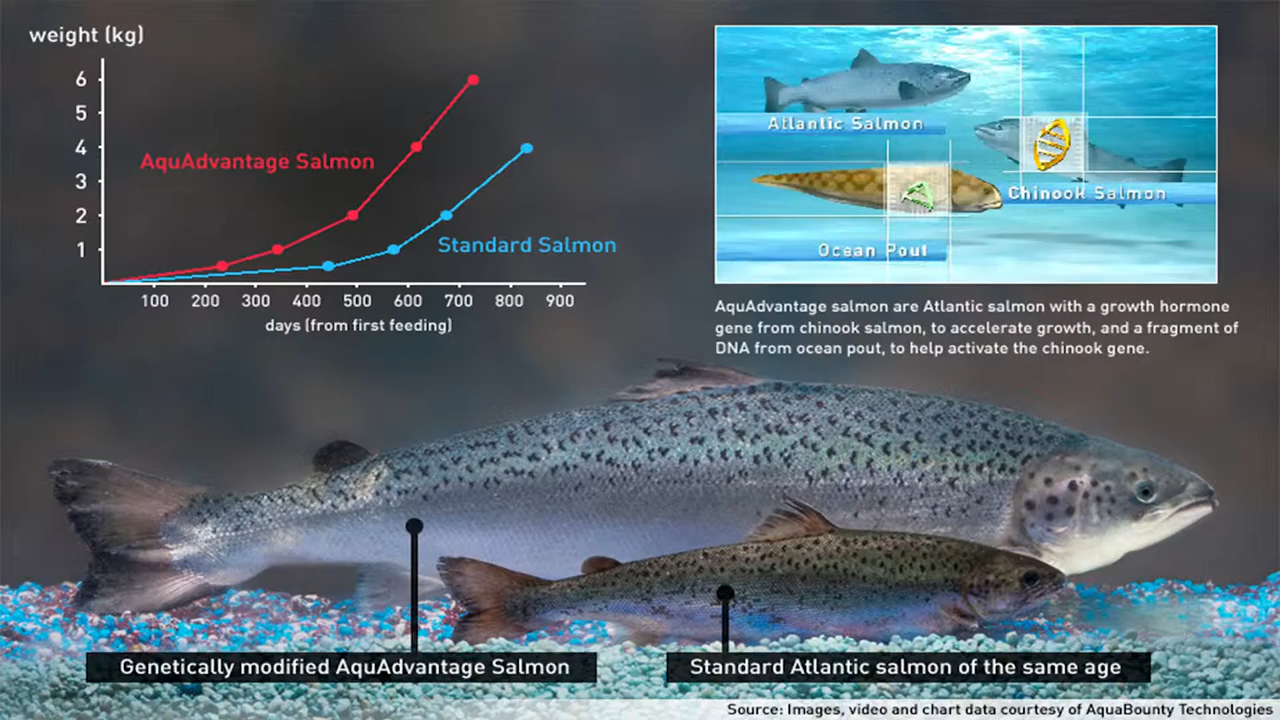 weight (kg)
6
5
4
3
2
1
AquAdvantage Salmon
Standard Salmon
100 200 300 400 500 600 700 800 900
days (from first feeding)
Atlantic Salmon
Chinook Salmon
Ocean Pout
AquAdvantage salmon are Atlantic salmon with a growth hormone
gene from chinook salmon, to accelerate growth, and a fragment of
DNA from ocean pout, to help activate the chinook gene.
Genetically modified AquAdvantage Salmon
Standard Atlantic salmon of the same age
Source: Images, video and chart data courtesy of AquaBounty Technologies